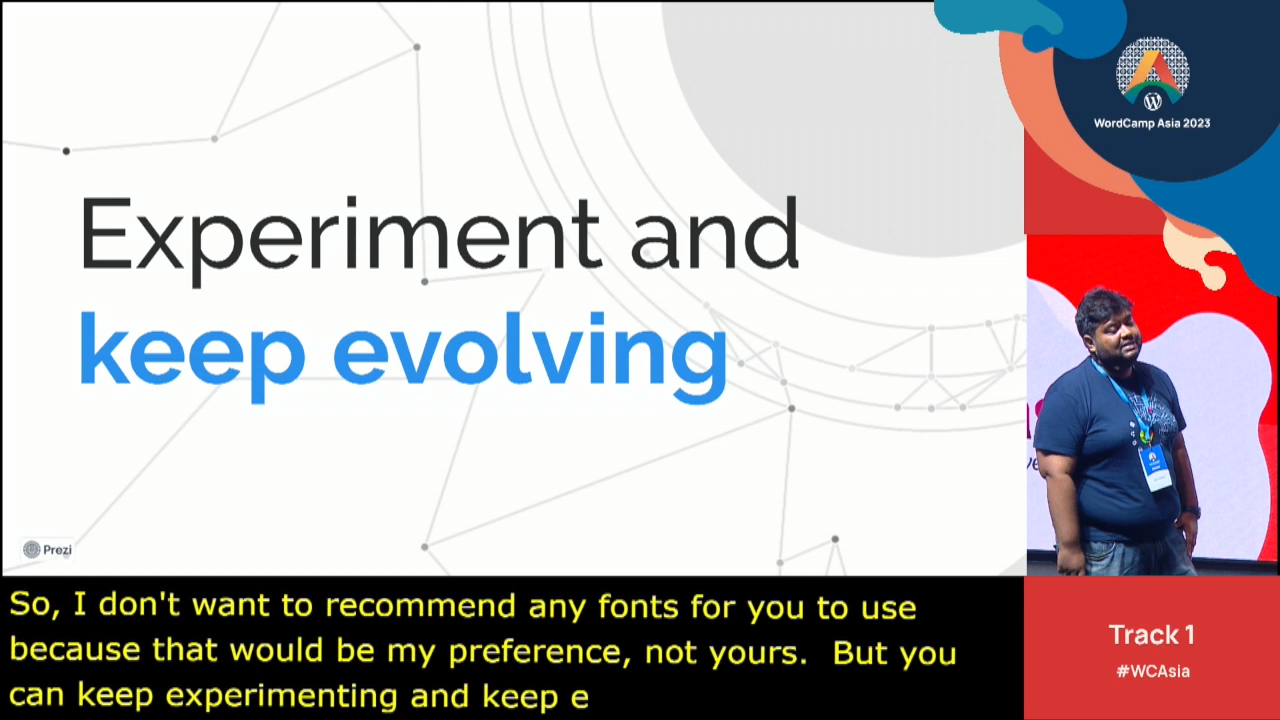 Experiment and
keep evolving
Prezi
So, I don't want to recommend any fonts for you to use
because that would be my preference, not yours.  But you
can keep experimenting and keep e
WordCamp Asia 2023
Track 1
#WCAsia